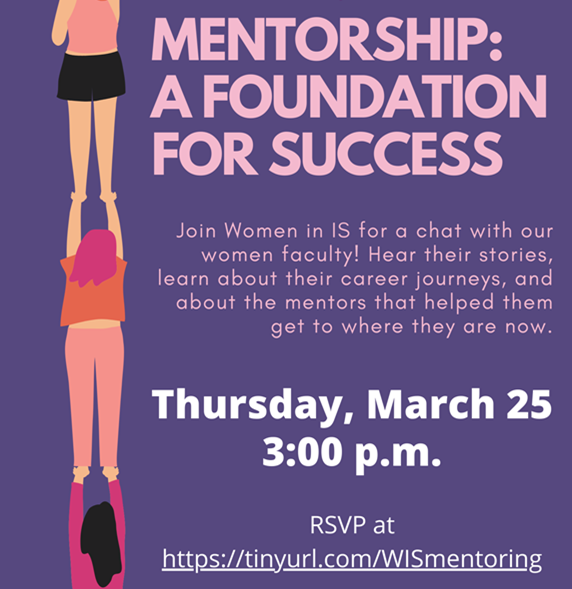 MENTORSHIP:
A FOUNDATION
FOR SUCCESS
Join Women in IS for a chat with our
women faculty! Hear their stories,
learn about their career journeys, and
about the mentors that helped them
get to where they are now.
Thursday, March 25
3:00 p.m.
RSVP at
https://tinyurl.com/WISmentoring